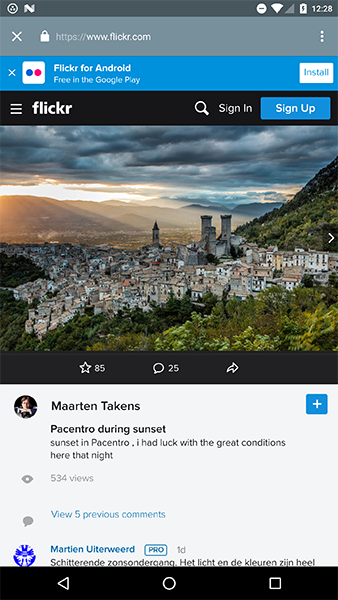 12:28
https://www.flickr.com
Flickr for Android
Free in the Google Play
Install
flickr
Sign In
Sign Up
85
25
Maarten Takens
Pacentro during sunset
sunset in Pacentro , i had luck with the great conditions
here that night
534 views
View 5 previous comments
Martien Uiterweerd PRO 1d
Schitterende zonsondergang. Het licht en de kleuren zijn heel